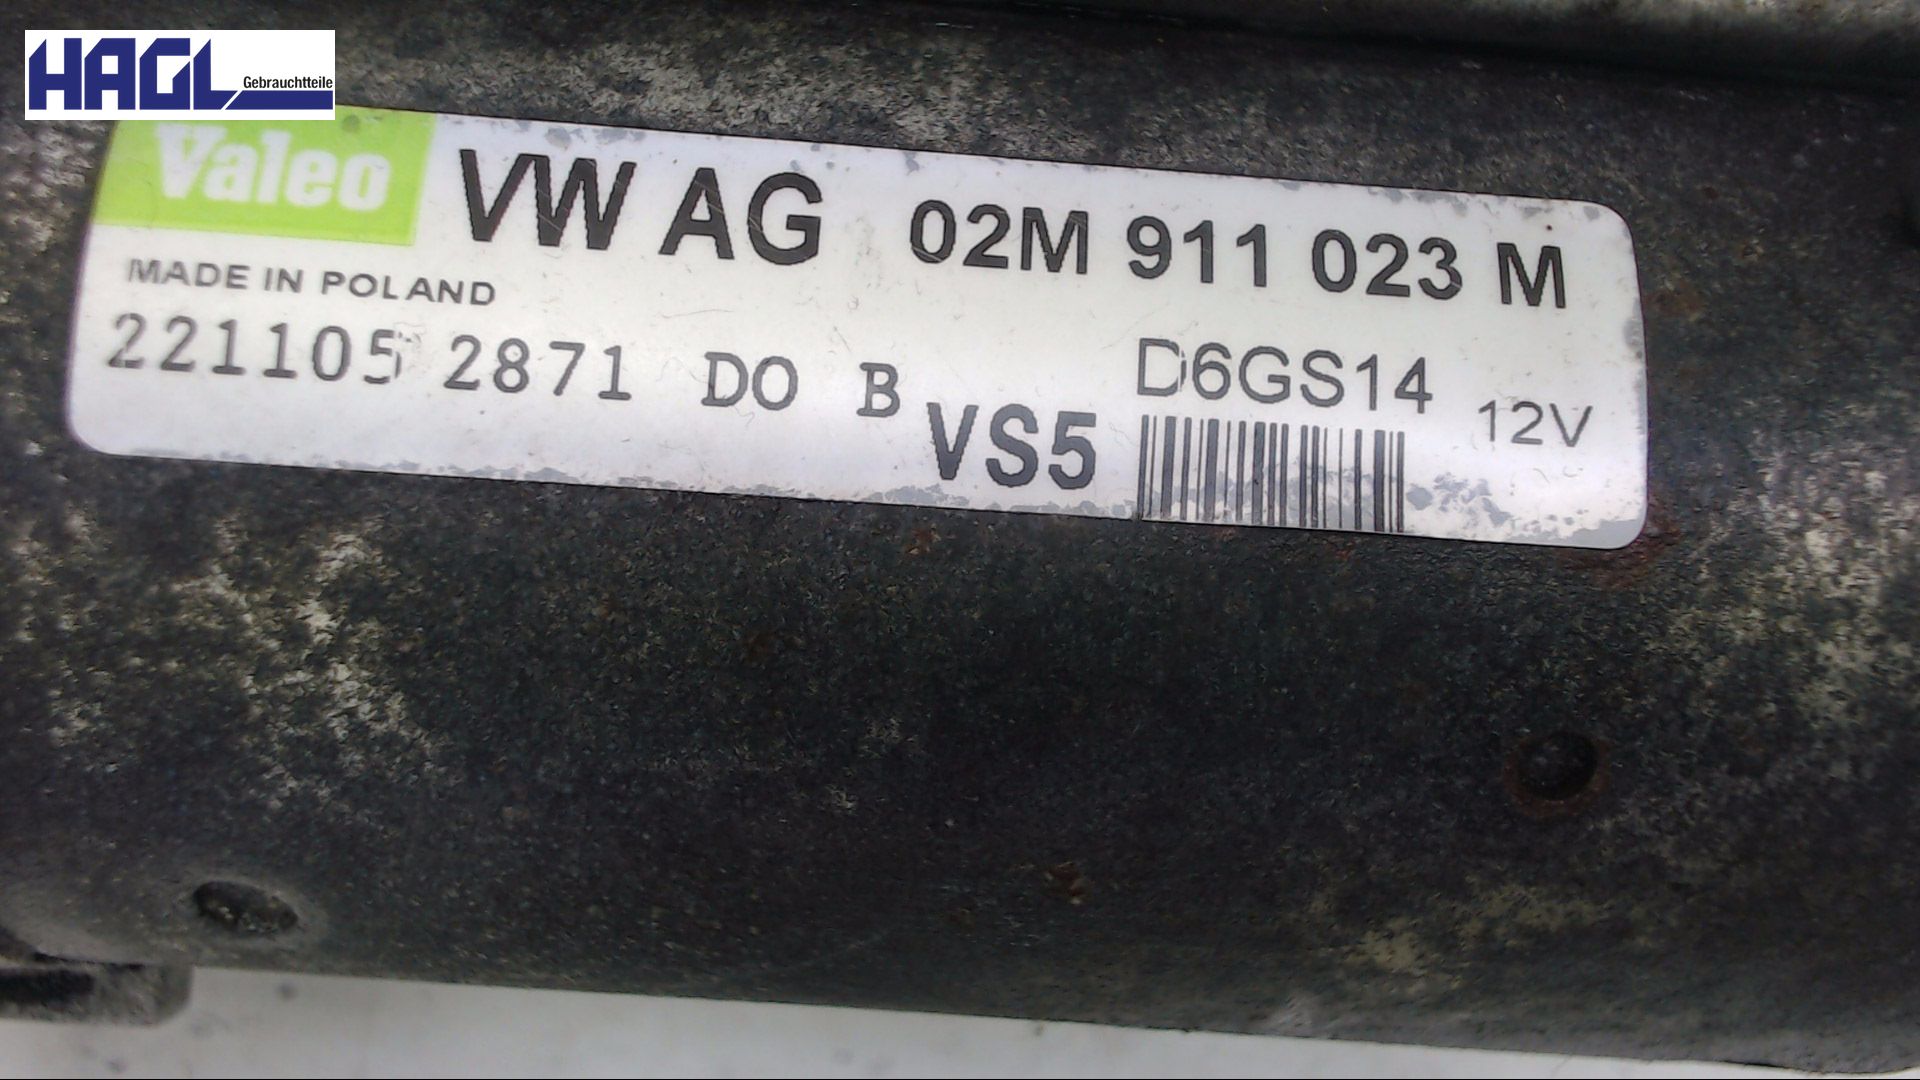 HAGL Gebrauchtteile
Valeo VW AG 02M 911 023 M
MADE IN POLAND
221105 2871 DO B VS5 D6GS14 12V